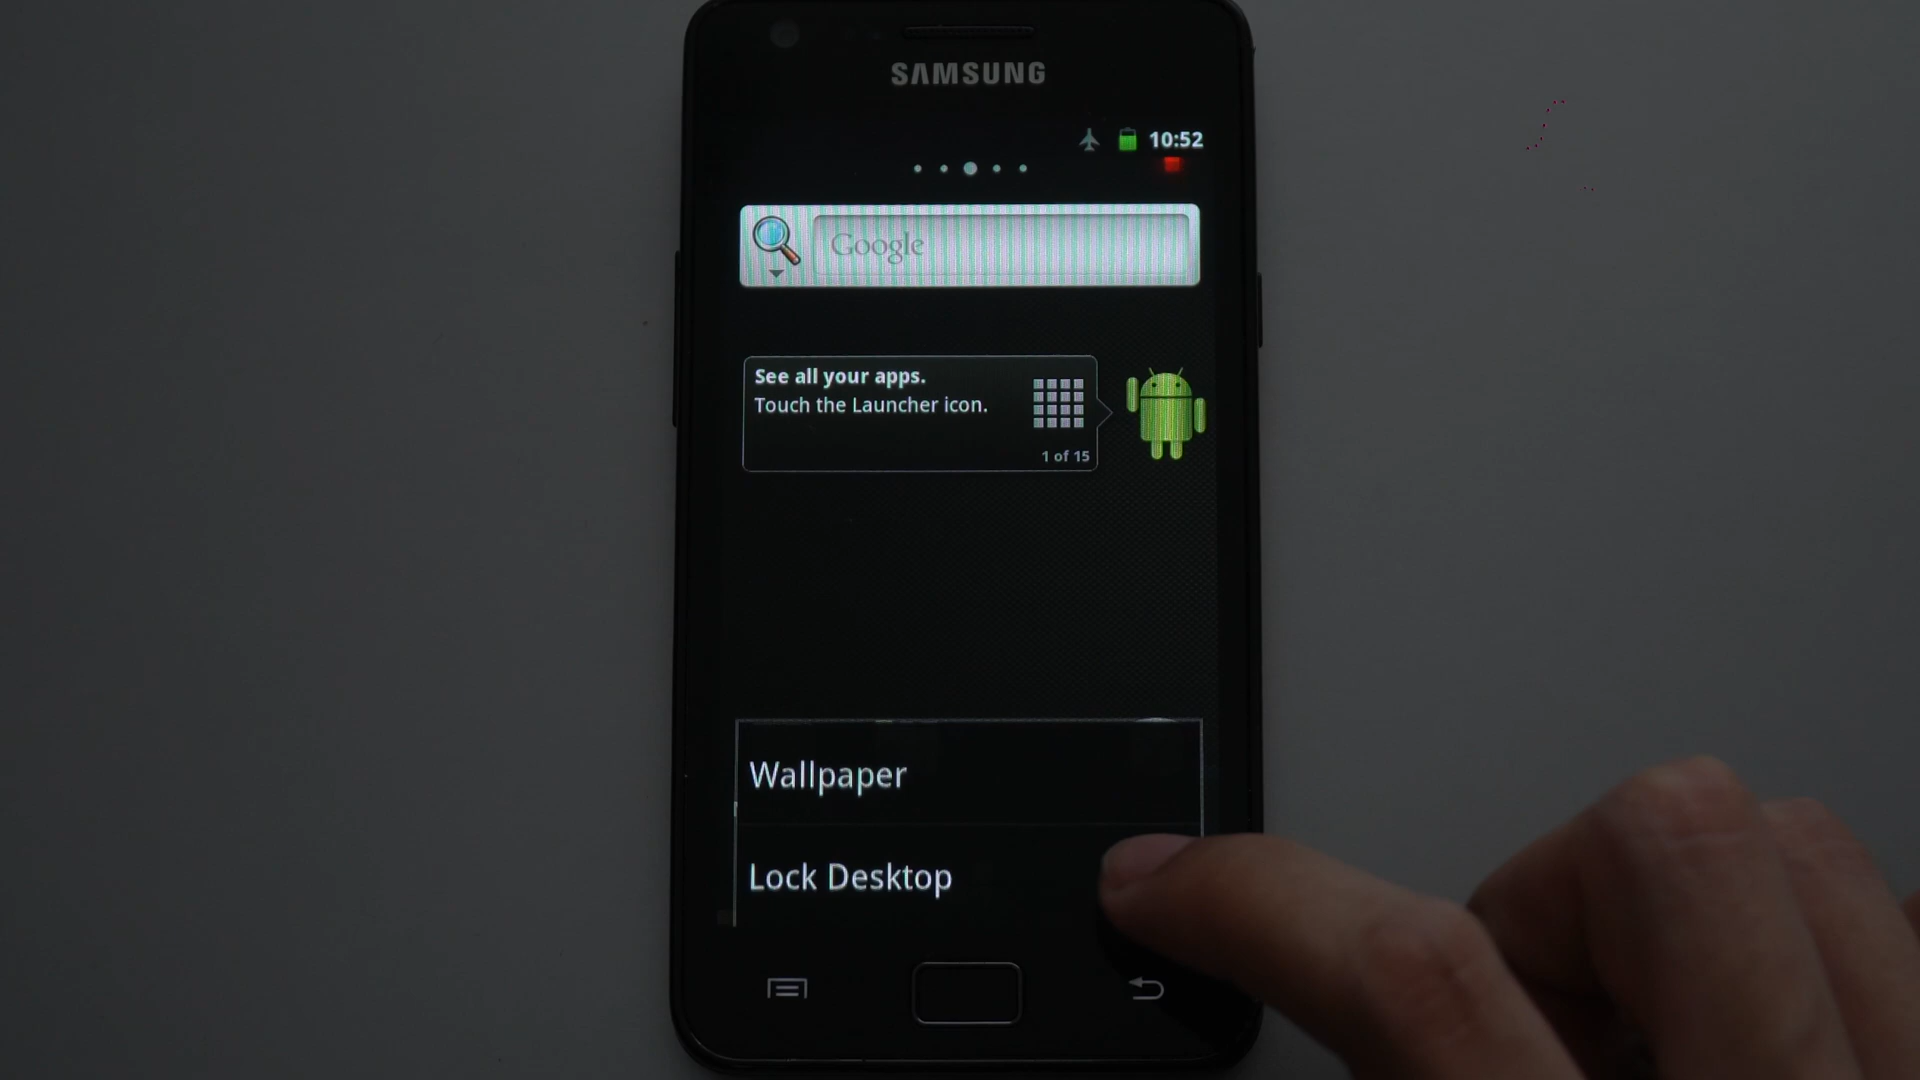 SAMSUNG
10:52
Google
See all your apps.
Touch the Launcher icon.
1 of 15
Wallpaper
Lock Desktop